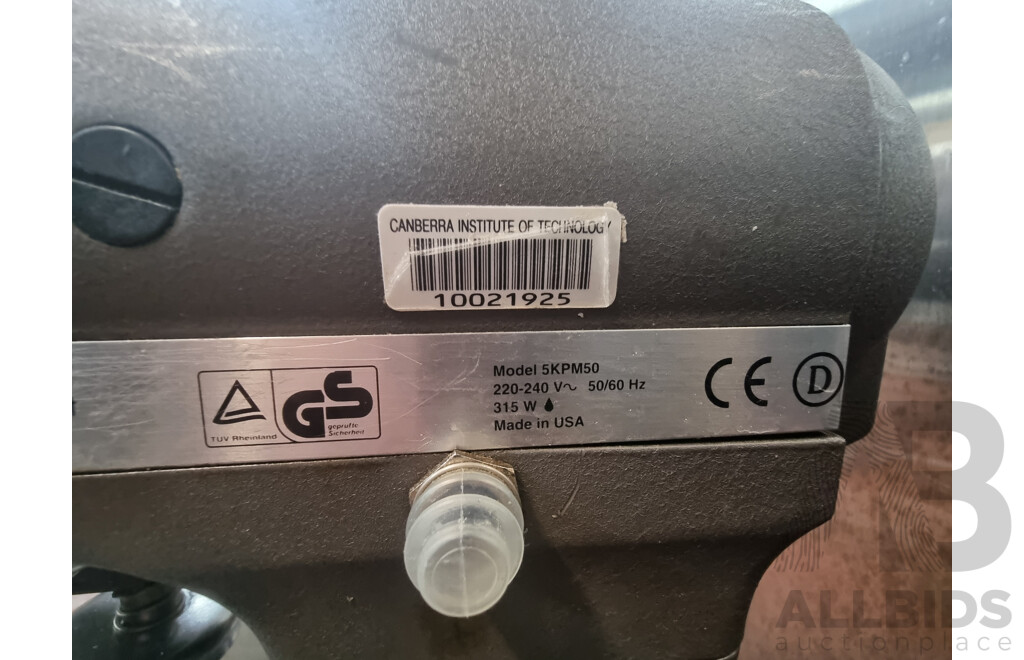 CANBERRA INSTITUTE OF TECHNOLOGY
10021925
TÜV Rheinland
GS
geprüfte
Sicherheit
Model 5KPM50
220-240 V~ 50/60 Hz
315 W
Made in USA
CE
D
B
ALLBIDS
auctionplace